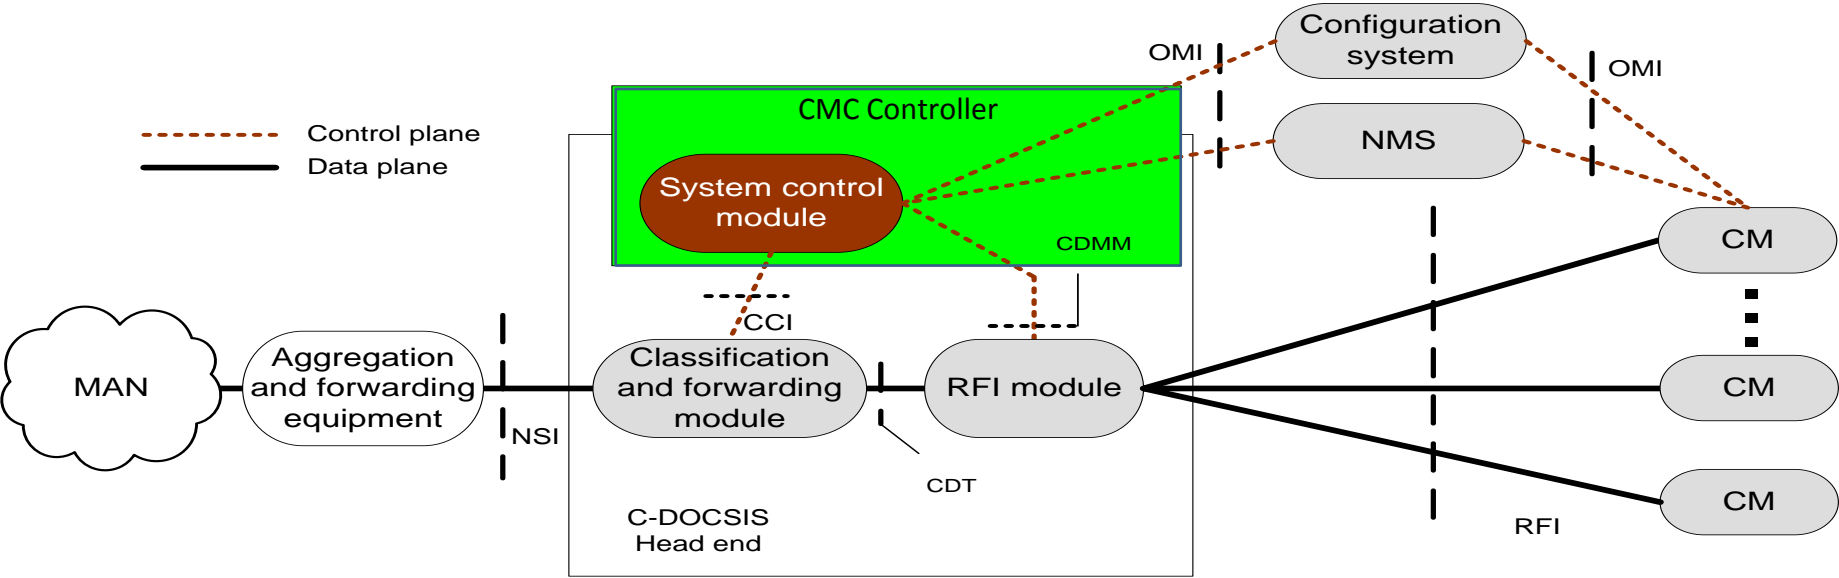 Configuration
system
OMI
OMI
CMC Controller
Control plane
Data plane
NMS
System control
module
CDMM
CM
CCI
MAN
Aggregation
and forwarding
equipment
Classification
and forwarding
module
RFI module
CM
NSI
CDT
CM
C-DOCSIS
Head end
RFI